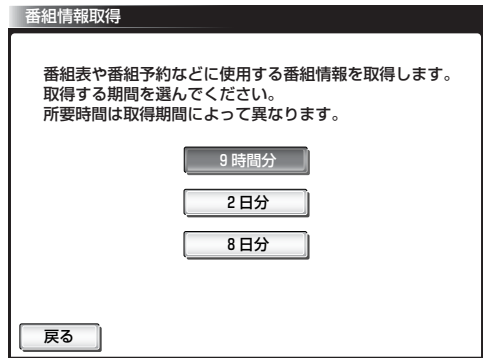 番組情報取得
番組表や番組予約などに使用する番組情報を取得します。
取得する期間を選んでください。
所要時間は取得期間によって異なります。
9時間分
2日分
8日分
戻る